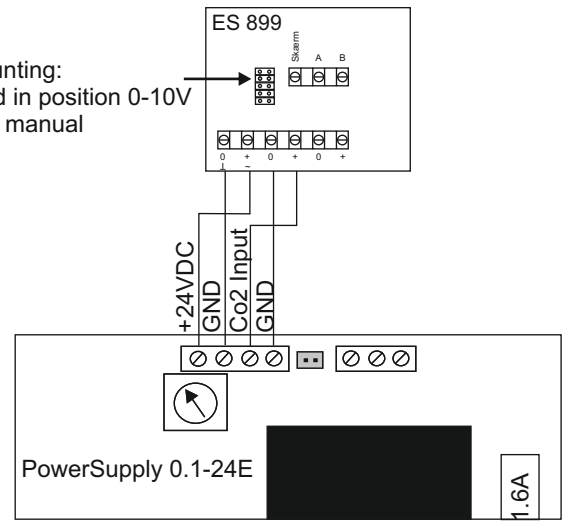 ES 899
unting:
d in position 0-10V
manual
Skærm A B
0 + 0 + 0 +
⊥ ~
+24VDC
GND
Co2 Input
GND
PowerSupply 0.1-24E
1.6A